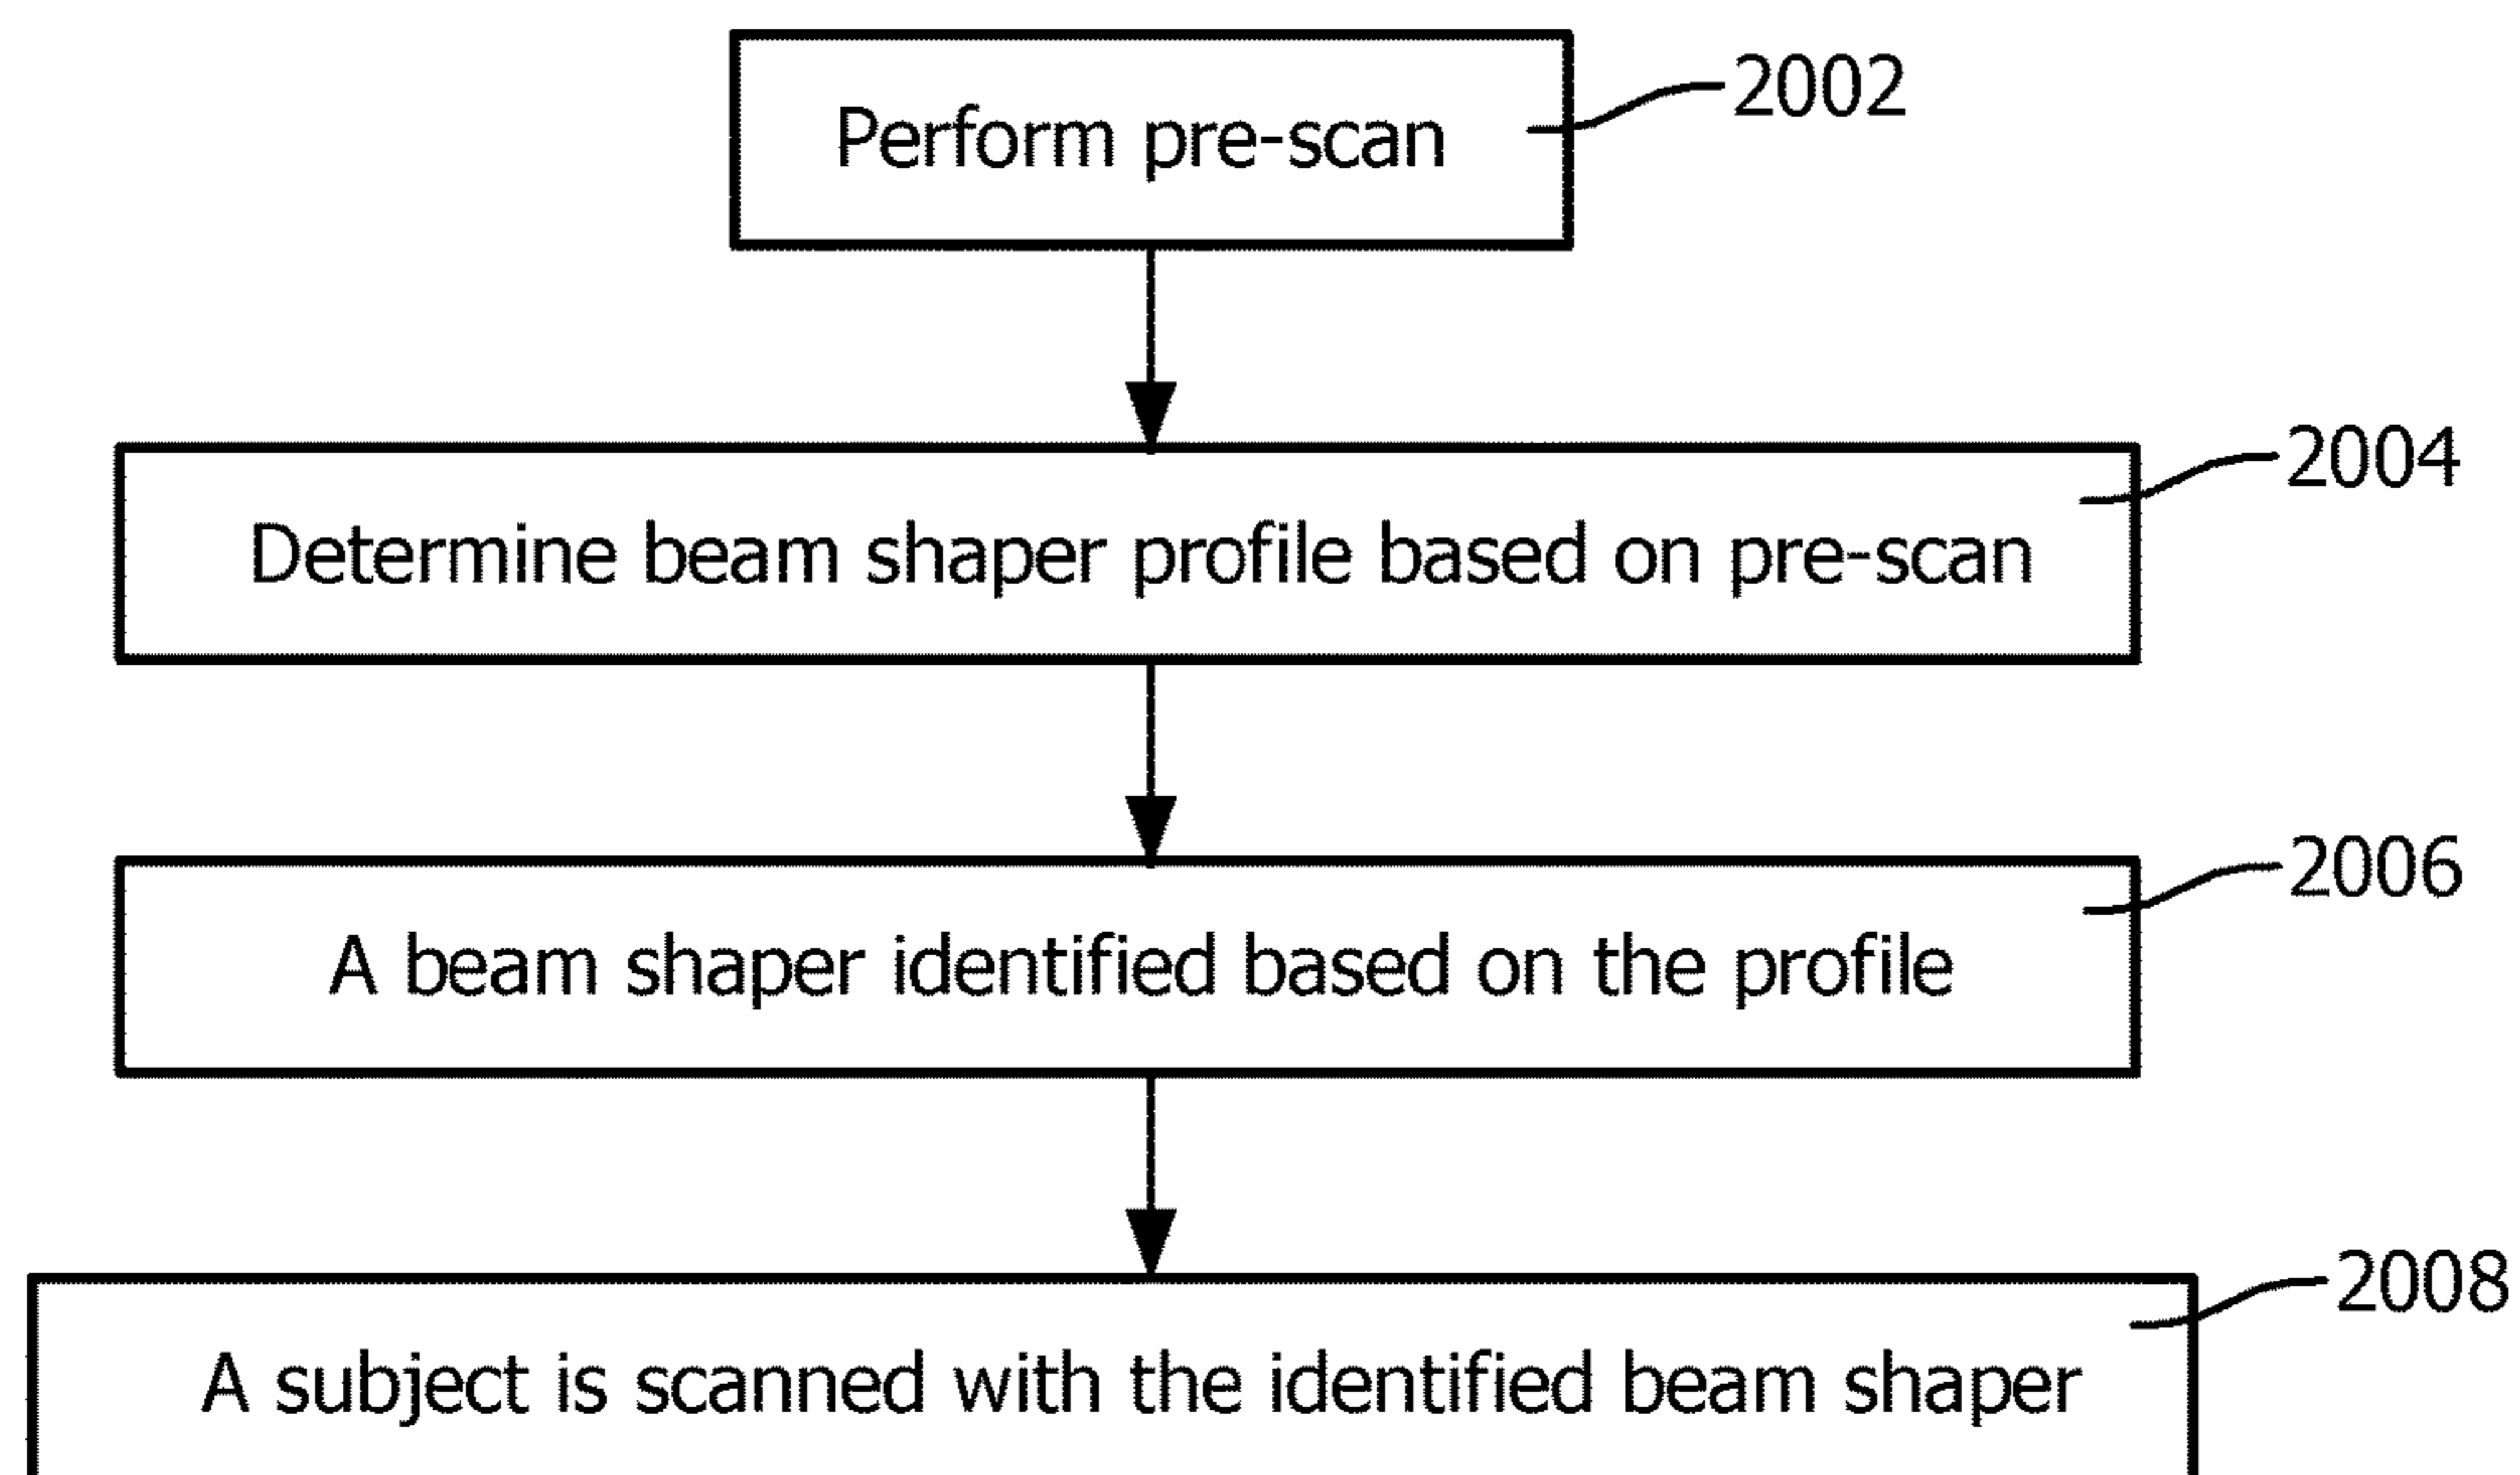 Perform pre-scan
2002
Determine beam shaper profile based on pre-scan
2004
A beam shaper identified based on the profile
2006
A subject is scanned with the identified beam shaper
2008